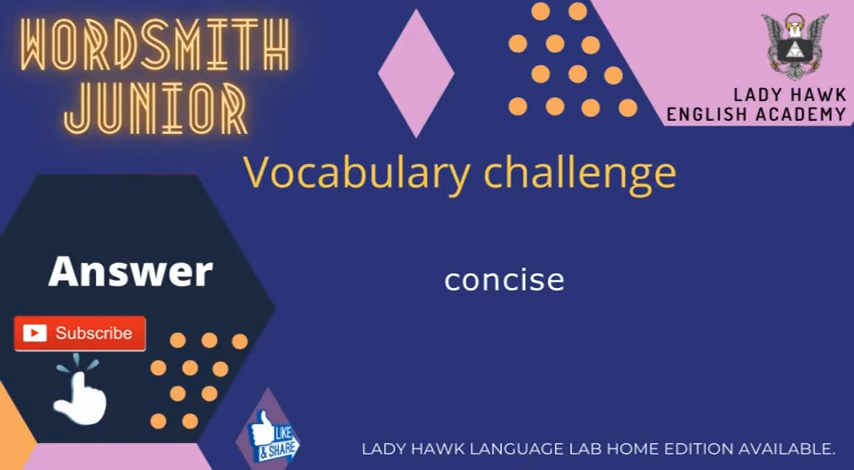 WORDSMITH
JUNIOR
LADY HAWK
ENGLISH ACADEMY
Vocabulary challenge
Answer
concise
Subscribe
LIKE
& SHARE
LADY HAWK LANGUAGE LAB HOME EDITION AVAILABLE.